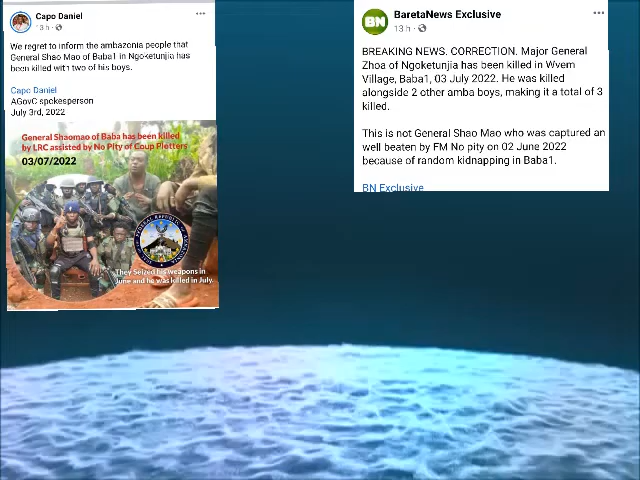 Capo Daniel
13 h
We regret to inform the ambazonia people that
General Shao Mao of Baba1 in Ngoketunjia has
been killed with two of his boys.
Capo Daniel
AGovC spokesperson
July 3rd, 2022
General Shaomao of Baba has been killed
by LRC assisted by No Pity of Coup Plotters
03/07/2022
They Seized his weapons in
June and he was killed in July.
BN
BaretaNews Exclusive
13 h
BREAKING NEWS. CORRECTION. Major General
Zhoa of Ngoketunjia has been killed in Wvem
Village, Baba1, 03 July 2022. He was killed
alongside 2 other amba boys, making it a total of 3
killed.
This is not General Shao Mao who was captured an
well beaten by FM No pity on 02 June 2022
because of random kidnapping in Baba1.
BN Exclusive